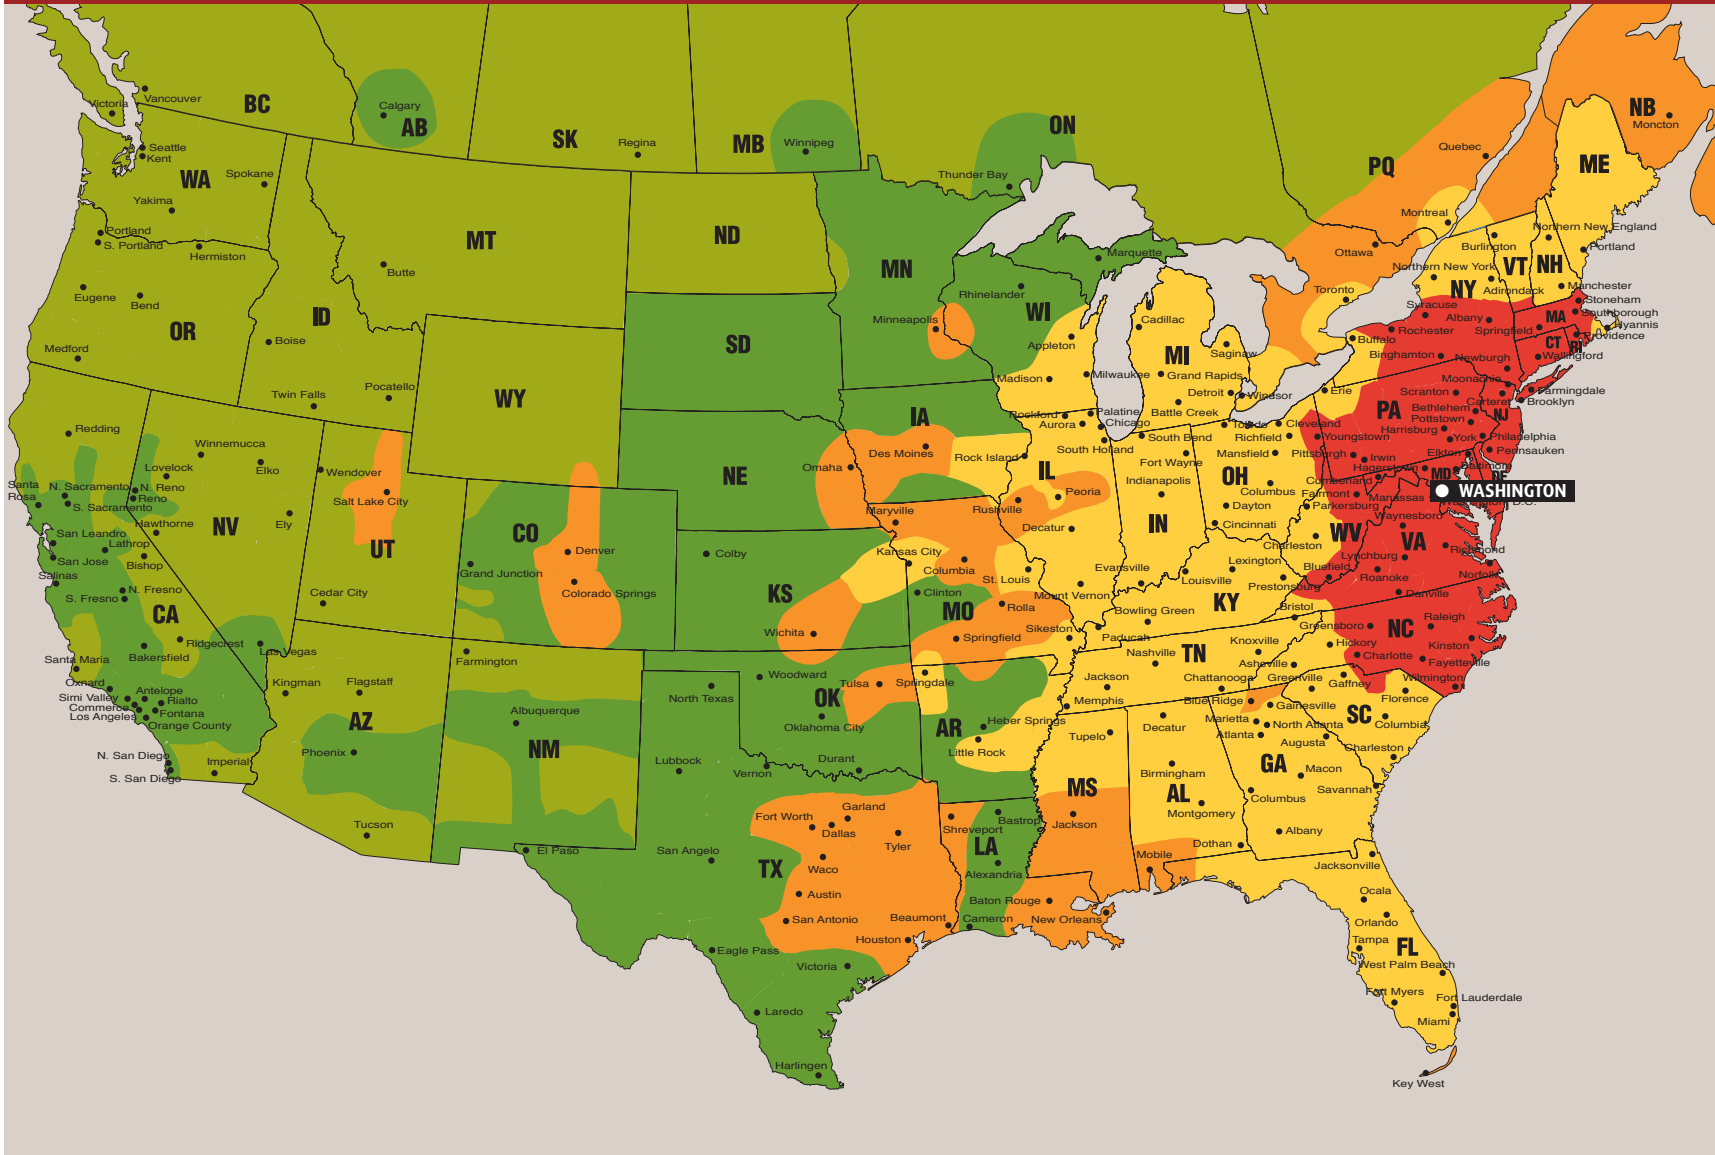 BC
AB
SK
MB
ON
PQ
NB
ME
WA
MT
ND
MN
WI
MI
OR
ID
WY
SD
IA
NE
NV
UT
CO
KS
MO
IL
IN
OH
PA
NY
VT
NH
MA
CT
RI
NJ
MD
DE
WV
VA
KY
TN
NC
SC
GA
AL
MS
AR
LA
OK
TX
NM
AZ
CA
FL
WASHINGTON
Victoria
Vancouver
Calgary
Regina
Winnipeg
Thunder Bay
Quebec
Moncton
Montreal
Ottawa
Toronto
Seattle
Kent
Spokane
Yakima
Portland
S. Portland
Hermiston
Eugene
Bend
Medford
Butte
Boise
Twin Falls
Pocatello
Redding
Winnemucca
Lovelock
Elko
Wendover
Salt Lake City
Santa
Rosa
N. Sacramento
S. Sacramento
N. Reno
Reno
Hawthorne
Ely
San Leandro
Lathrop
San Jose
Bishop
Salinas
N. Fresno
S. Fresno
Cedar City
Ridgecrest
Bakersfield
Las Vegas
Santa Maria
Oxnard
Antelope
Simi Valley
Rialto
Commerce
Fontana
Los Angeles
Orange County
N. San Diego
S. San Diego
Imperial
Kingman
Flagstaff
Phoenix
Tucson
Farmington
Albuquerque
El Paso
Grand Junction
Denver
Colorado Springs
Colby
Wichita
Omaha
Des Moines
Minneapolis
Rhinelander
Marquette
Appleton
Madison
Milwaukee
Cadillac
Saginaw
Grand Rapids
Detroit
Windsor
Battle Creek
Rockford
Palatine
Aurora
Chicago
South Holland
South Bend
Rock Island
Peoria
Rushville
Decatur
Maryville
Kansas City
Columbia
St. Louis
Clinton
Rolla
Springfield
Sikeston
Mount Vernon
Evansville
Fort Wayne
Indianapolis
Toledo
Cleveland
Richfield
Mansfield
Columbus
Dayton
Cincinnati
Youngstown
Erie
Buffalo
Rochester
Syracuse
Albany
Binghamton
Northern New York
Burlington
Adirondack
Northern New England
Portland
Manchester
Stoneham
Southborough
Hyannis
Providence
Springfield
Wallingford
Newburgh
Moonachie
Farmingdale
Brooklyn
Carteret
Scranton
Bethlehem
Pottstown
Harrisburg
York
Philadelphia
Pennsauken
Pittsburgh
Irwin
Hagerstown
Elkton
Baltimore
Cumberland
Fairmont
Manassas
Parkersburg
Waynesboro
Charleston
Lynchburg
Richmond
Bluefield
Roanoke
Norfolk
Danville
Prestonsburg
Lexington
Louisville
Bristol
Bowling Green
Paducah
Nashville
Knoxville
Jackson
Memphis
Chattanooga
Asheville
Greensboro
Raleigh
Hickory
Kinston
Charlotte
Fayetteville
Wilmington
Greenville
Gaffney
Florence
Columbia
Charleston
Blue Ridge
Gainesville
Marietta
North Atlanta
Atlanta
Augusta
Macon
Columbus
Savannah
Albany
Tupelo
Decatur
Birmingham
Montgomery
Dothan
Mobile
Jackson
Springdale
Heber Springs
Little Rock
Woodward
Tulsa
Oklahoma City
Durant
North Texas
Lubbock
Vernon
San Angelo
Fort Worth
Garland
Dallas
Tyler
Waco
Austin
San Antonio
Beaumont
Houston
Eagle Pass
Victoria
Laredo
Harlingen
Shreveport
Bastrop
Alexandria
Baton Rouge
Cameron
New Orleans
Jacksonville
Ocala
Orlando
Tampa
West Palm Beach
Fort Myers
Fort Lauderdale
Miami
Key West